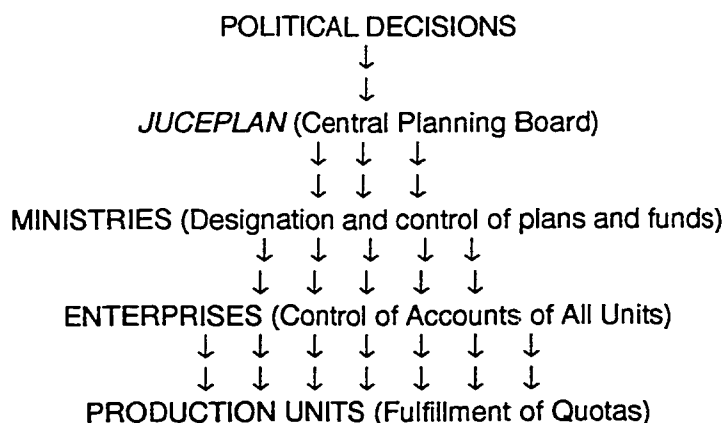 POLITICAL DECISIONS
↓
↓
JUCEPLAN (Central Planning Board)
↓ ↓ ↓
↓ ↓ ↓
MINISTRIES (Designation and control of plans and funds)
↓ ↓ ↓ ↓ ↓
↓ ↓ ↓ ↓ ↓
ENTERPRISES (Control of Accounts of All Units)
↓ ↓ ↓ ↓ ↓ ↓ ↓
↓ ↓ ↓ ↓ ↓ ↓ ↓
PRODUCTION UNITS (Fulfillment of Quotas)